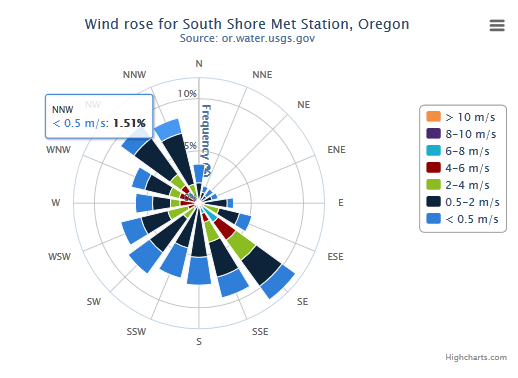 Wind rose for South Shore Met Station, Oregon
Source: or.water.usgs.gov
N
NNE
NE
ENE
E
ESE
SE
SSE
S
SSW
SW
WSW
W
WNW
NNW
10%
5%
NNW
< 0.5 m/s: 1.51%
> 10 m/s
8–10 m/s
6–8 m/s
4–6 m/s
2–4 m/s
0.5–2 m/s
< 0.5 m/s
Highcharts.com